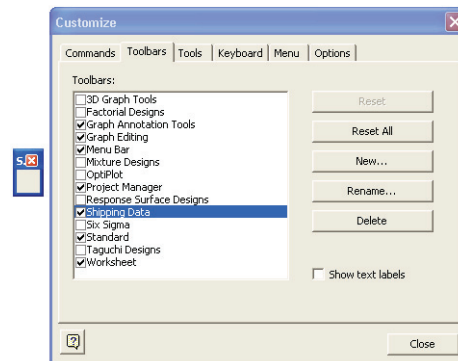 Customize
Commands Toolbars Tools Keyboard Menu Options
Toolbars:
3D Graph Tools
Factorial Designs
Graph Annotation Tools
Graph Editing
Menu Bar
Mixture Designs
OptiPlot
Project Manager
Response Surface Designs
Shipping Data
Six Sigma
Standard
Taguchi Designs
Worksheet
Reset
Reset All
New...
Rename...
Delete
Show text labels
S.
?
Close